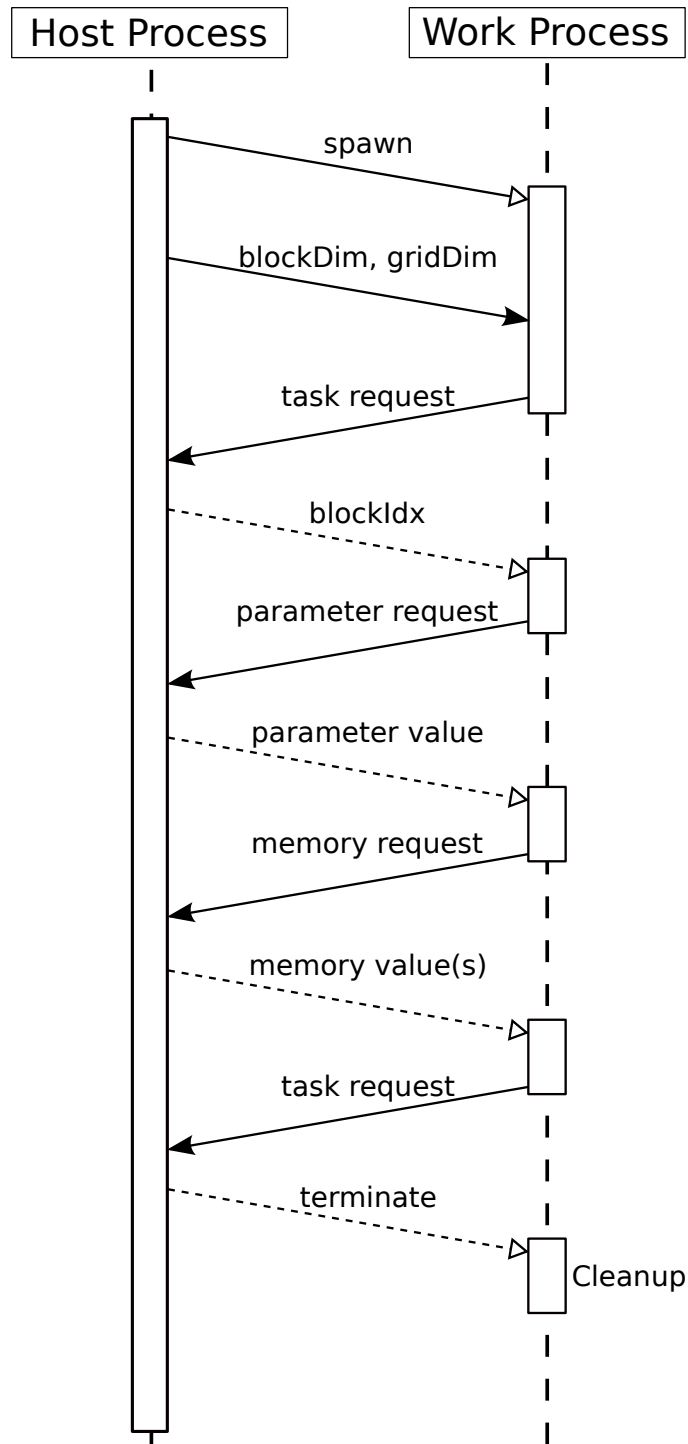 Host Process
Work Process
spawn
blockDim, gridDim
task request
blockIdx
parameter request
parameter value
memory request
memory value(s)
task request
terminate
Cleanup